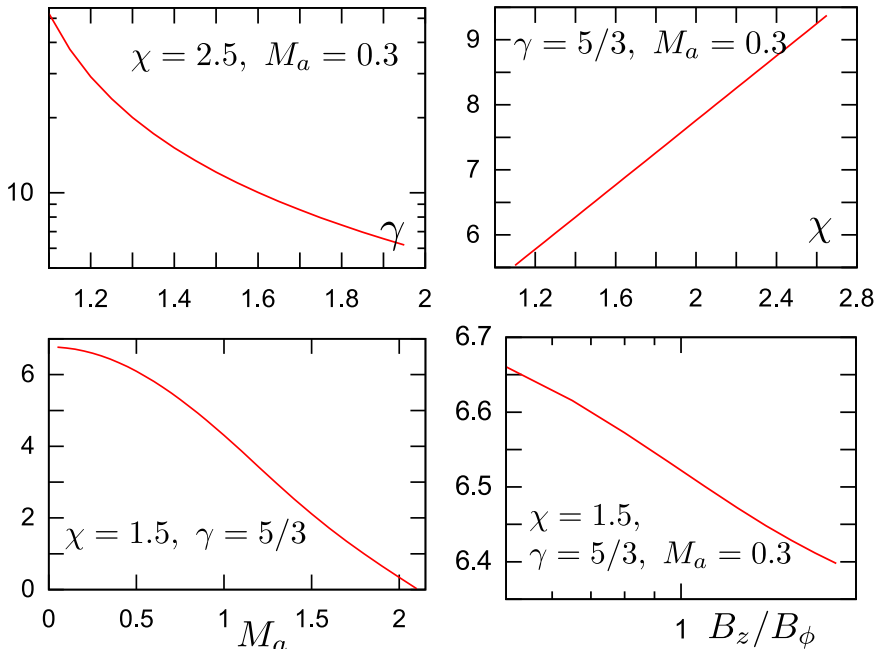 χ = 2.5, M_a = 0.3
10
γ
1.2 1.4 1.6 1.8 2
γ = 5/3, M_a = 0.3
9
8
7
6
χ
1.2 1.6 2 2.4 2.8
6
4
2
0
χ = 1.5, γ = 5/3
0 0.5 1 1.5 2
M_a
6.7
6.6
6.5
6.4
χ = 1.5,
γ = 5/3, M_a = 0.3
1 B_z/B_ϕ